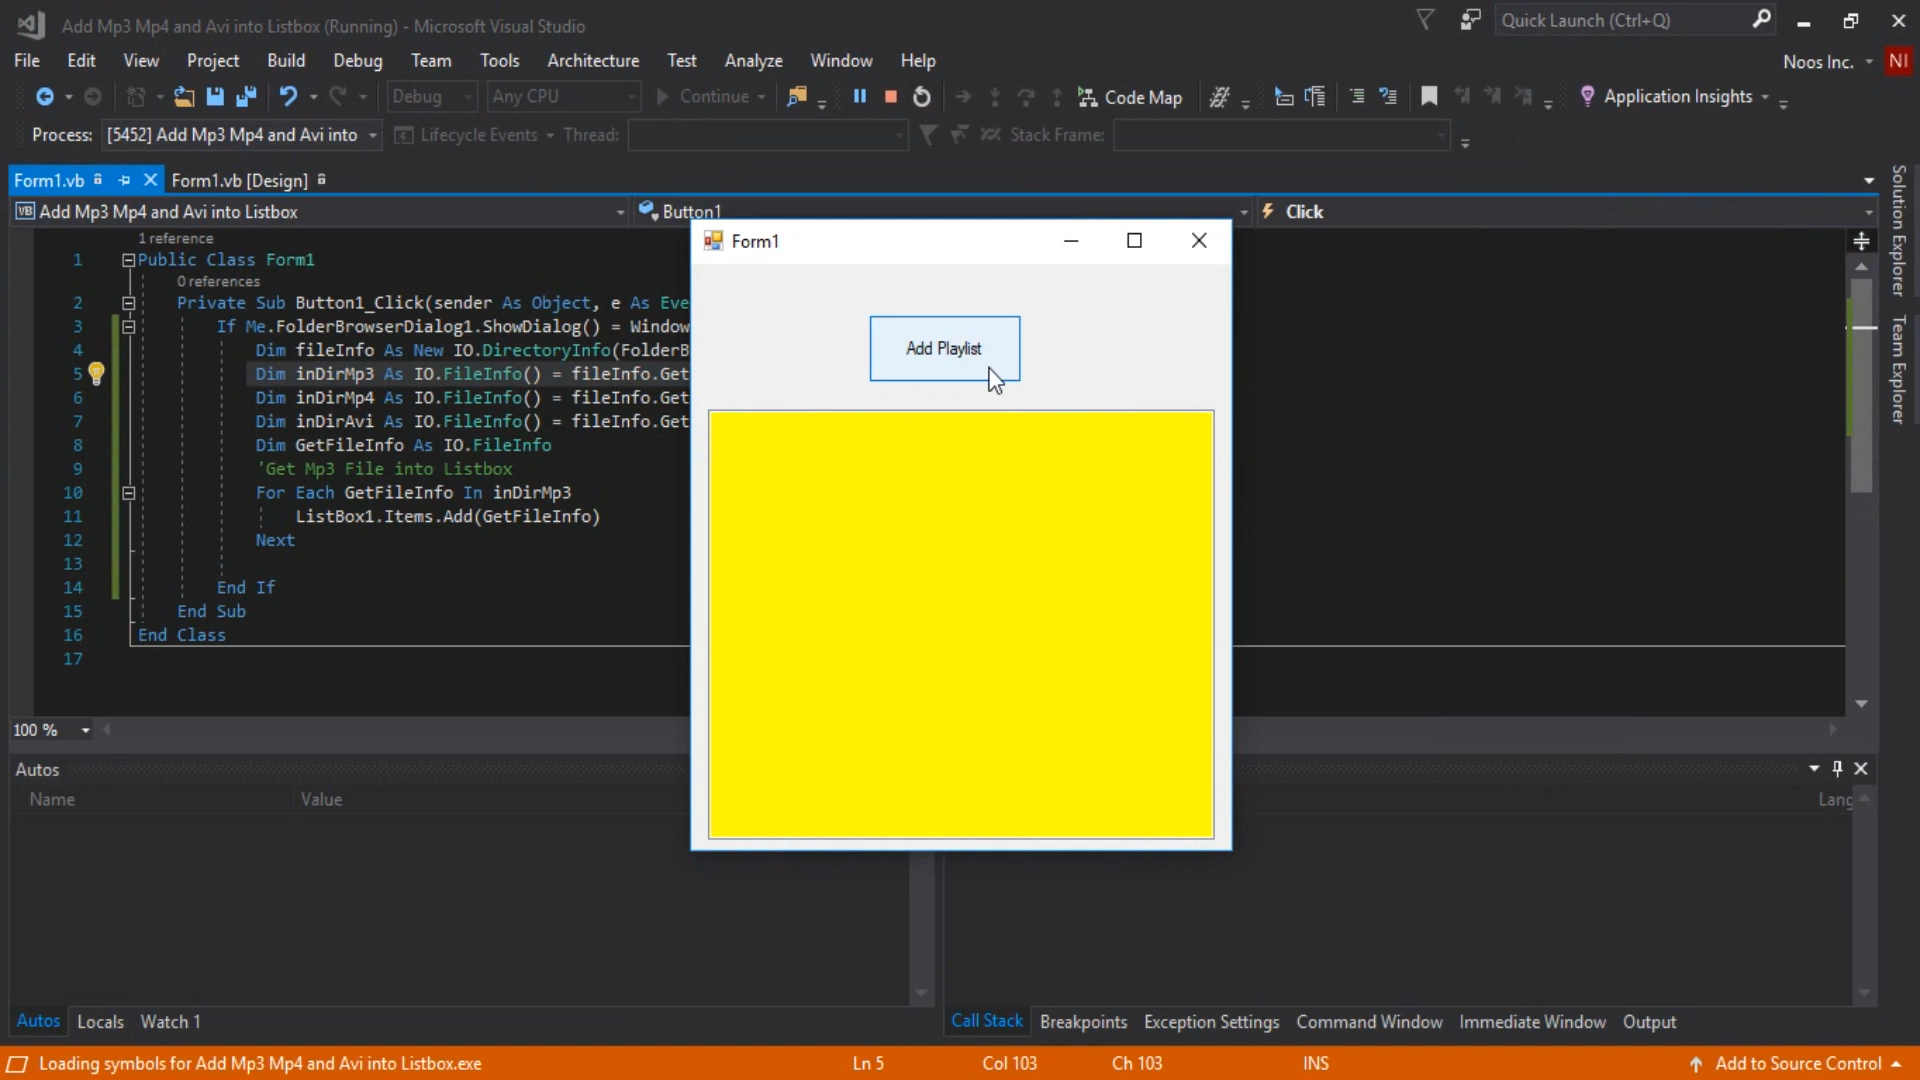 Add Mp3 Mp4 and Avi into Listbox (Running) - Microsoft Visual Studio
Quick Launch (Ctrl+Q)
File Edit View Project Build Debug Team Tools Architecture Test Analyze Window Help
Noos Inc. NI
Debug Any CPU Continue Code Map Application Insights
Process: [5452] Add Mp3 Mp4 and Avi into Lifecycle Events Thread: Stack Frame:
Form1.vb Form1.vb [Design]
VB Add Mp3 Mp4 and Avi into Listbox Button1 Click
1 reference
1 Public Class Form1
0 references
2 Private Sub Button1_Click(sender As Object, e As Eve
3 If Me.FolderBrowserDialog1.ShowDialog() = Window
4 Dim fileInfo As New IO.DirectoryInfo(FolderB
5 Dim inDirMp3 As IO.FileInfo() = fileInfo.Get
6 Dim inDirMp4 As IO.FileInfo() = fileInfo.Get
7 Dim inDirAvi As IO.FileInfo() = fileInfo.Get
8 Dim GetFileInfo As IO.FileInfo
9 'Get Mp3 File into Listbox
10 For Each GetFileInfo In inDirMp3
11 ListBox1.Items.Add(GetFileInfo)
12 Next
13
14 End If
15 End Sub
16 End Class
17
Form1
Add Playlist
Solution Explorer
Team Explorer
100 %
Autos
Name Value Lang
Autos Locals Watch 1
Call Stack Breakpoints Exception Settings Command Window Immediate Window Output
Loading symbols for Add Mp3 Mp4 and Avi into Listbox.exe Ln 5 Col 103 Ch 103 INS Add to Source Control